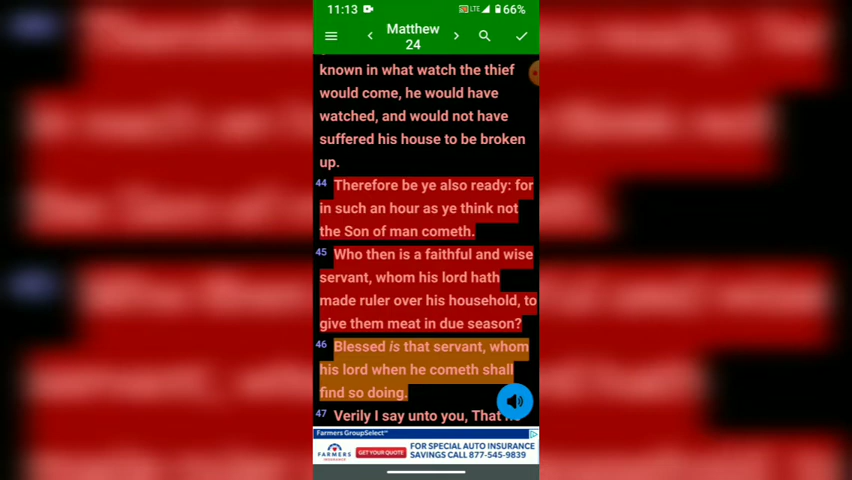 11:13 LTE 66%
Matthew
24
known in what watch the thief
would come, he would have
watched, and would not have
suffered his house to be broken
up.
44 Therefore be ye also ready: for
in such an hour as ye think not
the Son of man cometh.
45 Who then is a faithful and wise
servant, whom his lord hath
made ruler over his household, to
give them meat in due season?
46 Blessed is that servant, whom
his lord when he cometh shall
find so doing.
47 Verily I say unto you, That
Farmers GroupSelect℠
FARMERS
INSURANCE
GET YOUR QUOTE
FOR SPECIAL AUTO INSURANCE
SAVINGS CALL 877-545-9839